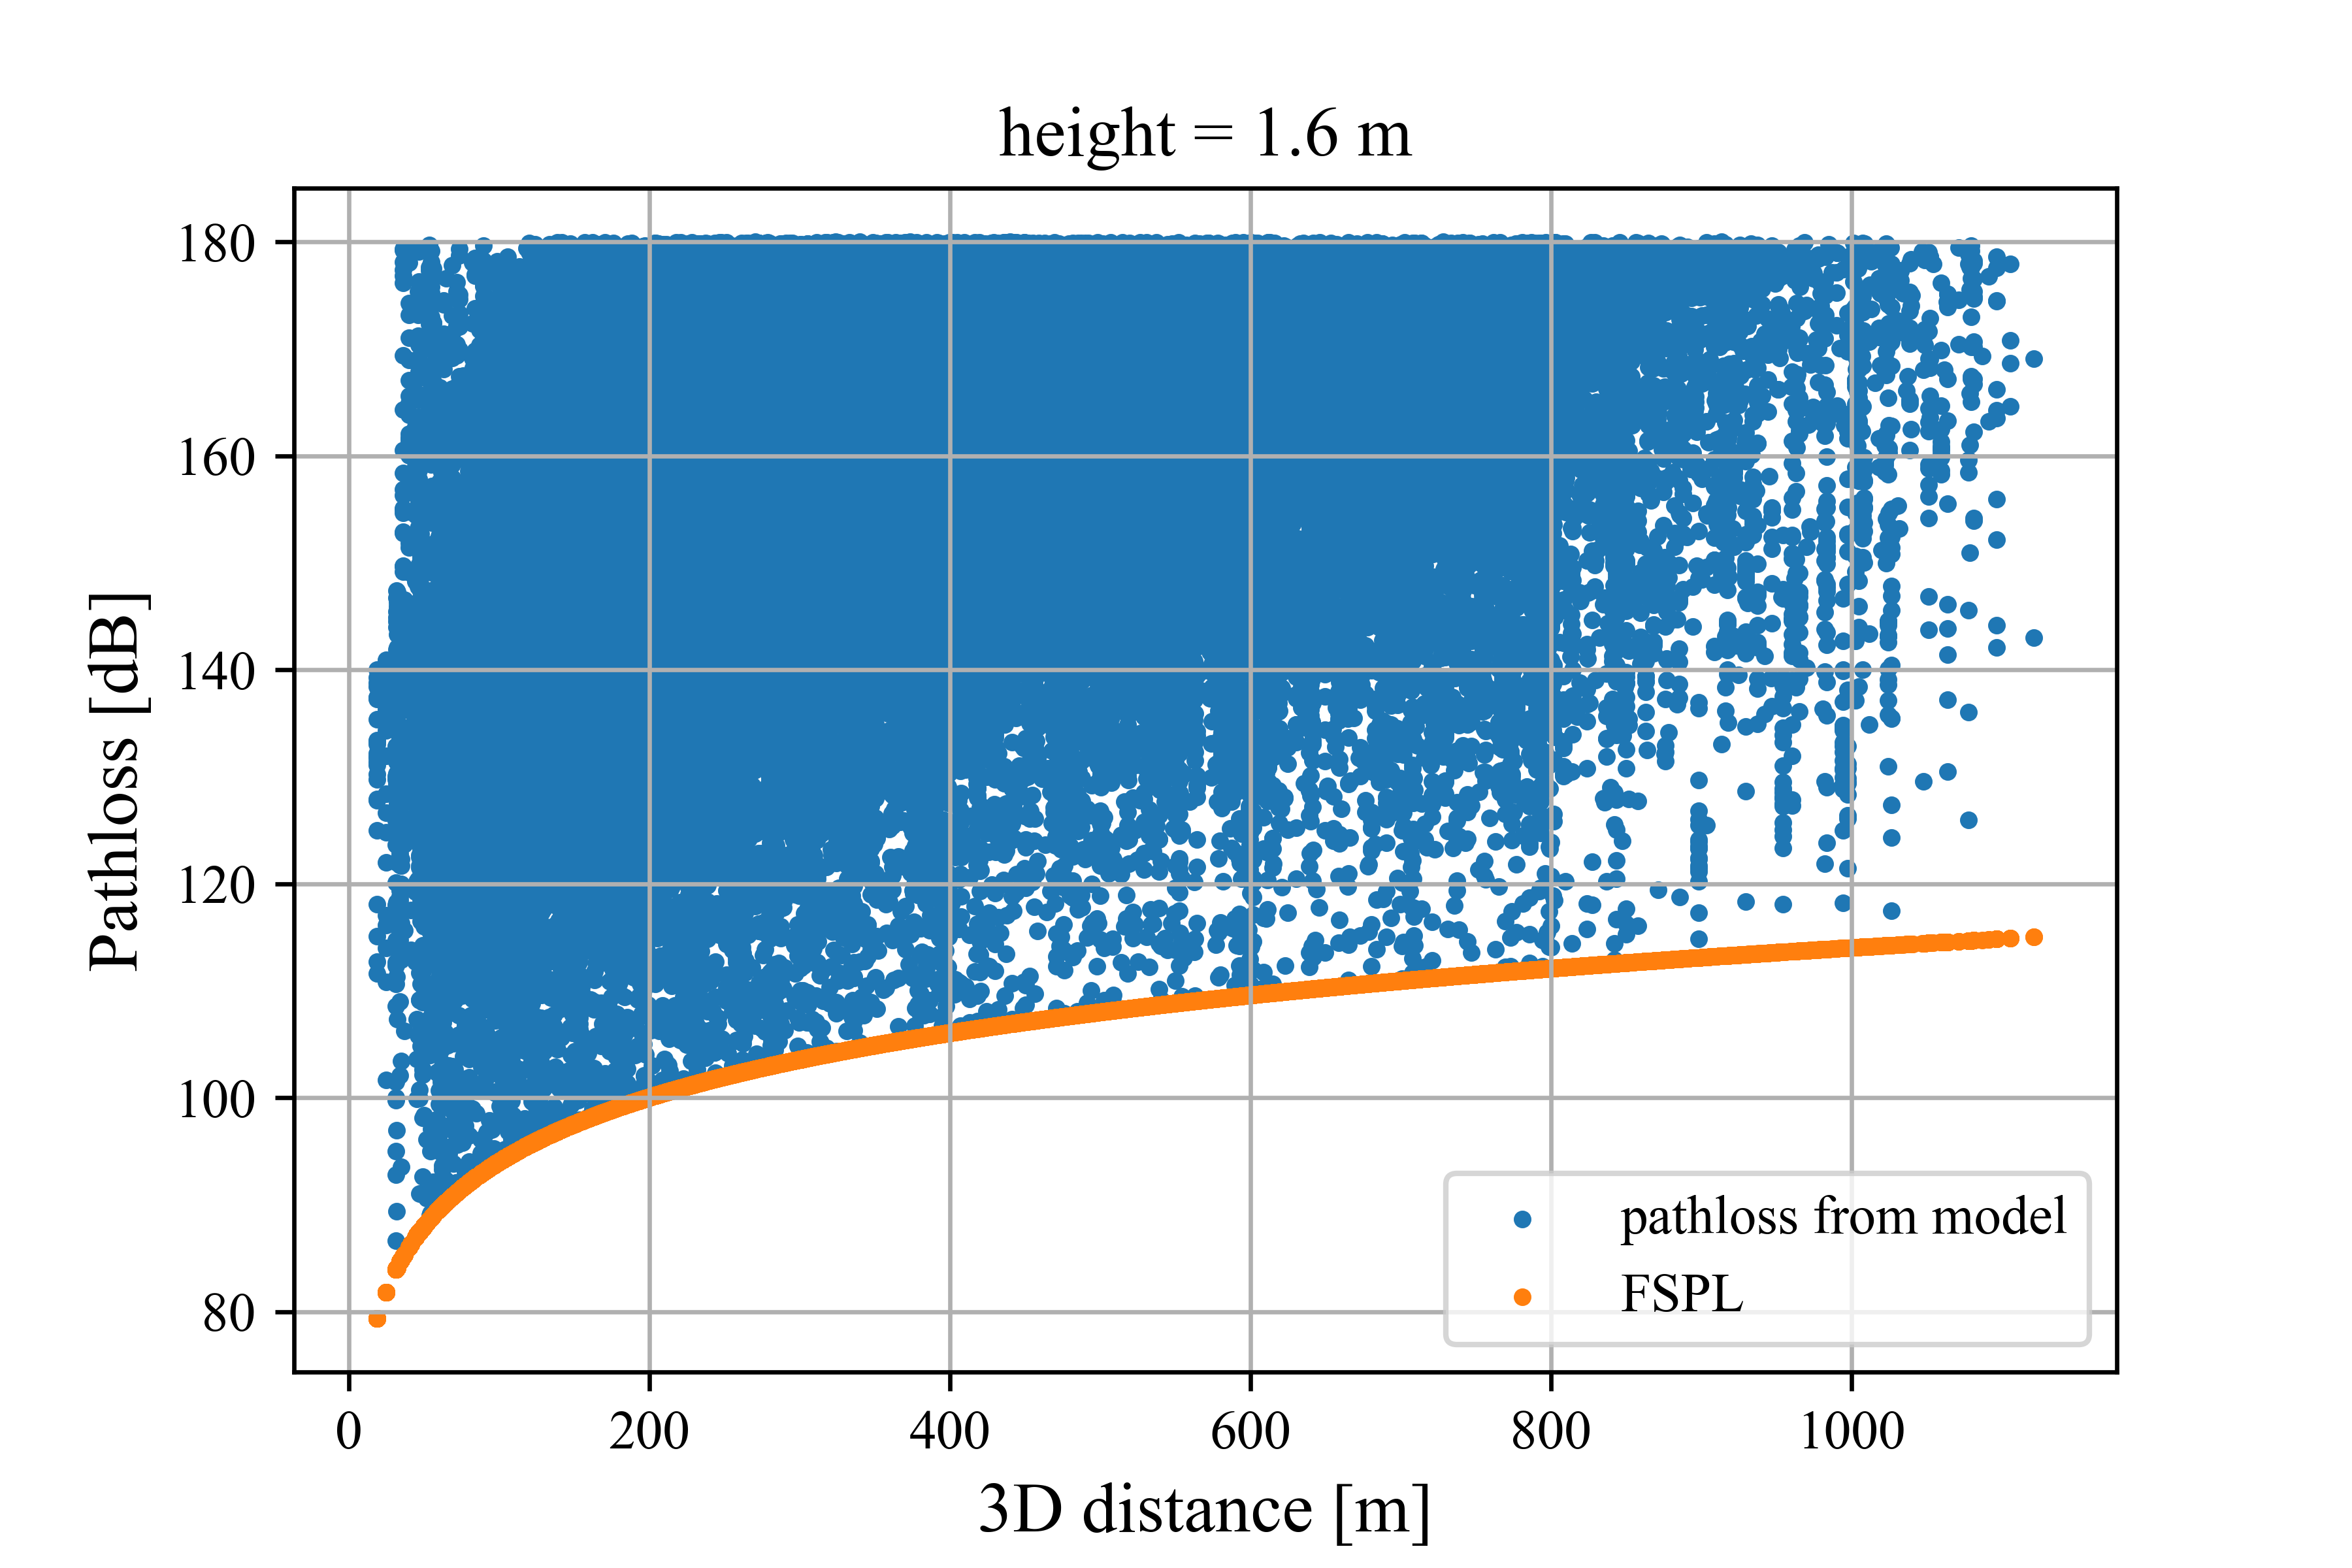 height = 1.6 m
Pathloss [dB]
180
160
140
120
100
80
pathloss from model
FSPL
0 200 400 600 800 1000
3D distance [m]